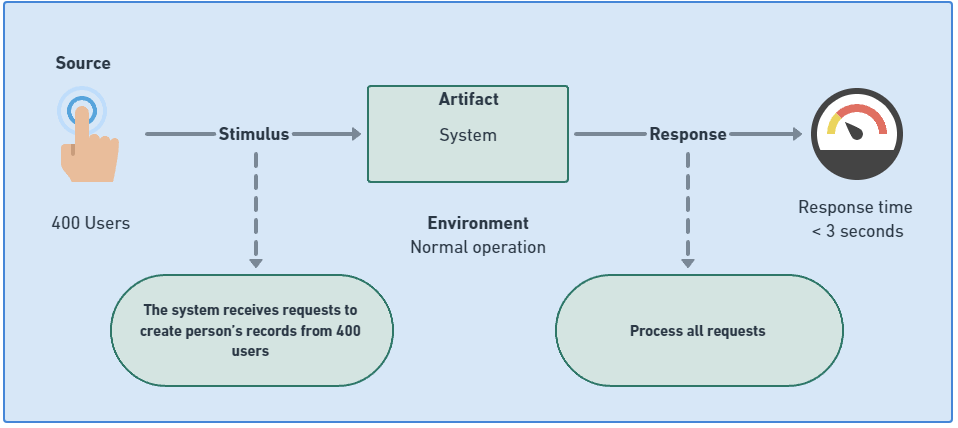 Source
400 Users
Stimulus
Artifact
System
Environment
Normal operation
Response
Response time
< 3 seconds
The system receives requests to
create person's records from 400
users
Process all requests